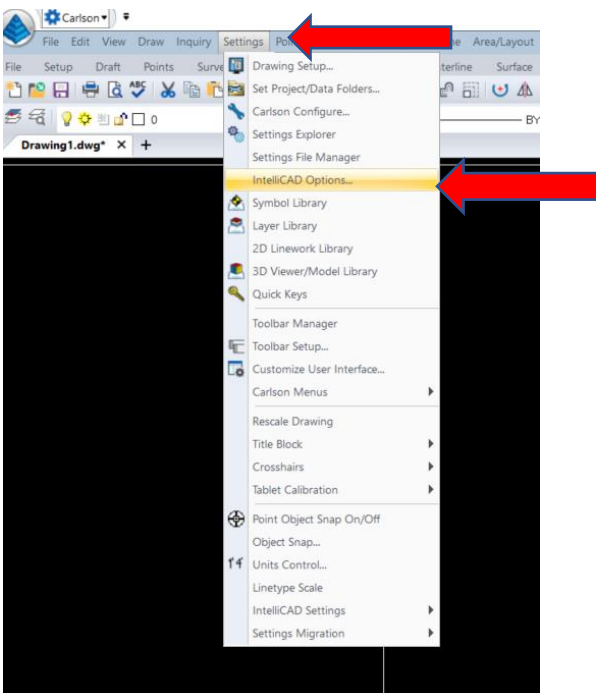 Carlson
File Edit View Draw Inquiry Settings Area/Layout
File Setup Draft Points Surface
ABC
0
Drawing1.dwg* X +
Drawing Setup...
Set Project/Data Folders...
Carlson Configure...
Settings Explorer
Settings File Manager
IntelliCAD Options...
Symbol Library
Layer Library
2D Linework Library
3D Viewer/Model Library
Quick Keys
Toolbar Manager
Toolbar Setup...
Customize User Interface...
Carlson Menus
Rescale Drawing
Title Block
Crosshairs
Tablet Calibration
Point Object Snap On/Off
Object Snap...
Units Control...
Linetype Scale
IntelliCAD Settings
Settings Migration